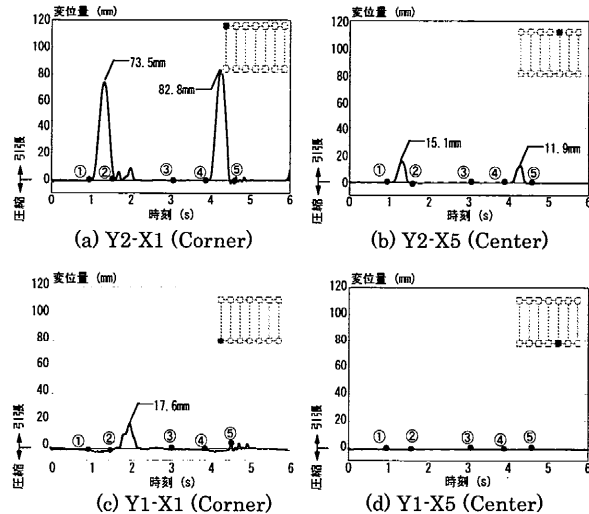 変位量 (mm)
120
100
80
60
40
20
0
引張
圧縮
73.5mm
82.8mm
① ② ③ ④ ⑤
0 1 2 3 4 5 6
時刻 (s)
(a) Y2-X1 (Corner)
変位量 (mm)
120
100
80
60
40
20
0
引張
圧縮
15.1mm
11.9mm
① ② ③ ④ ⑤
0 1 2 3 4 5 6
時刻 (s)
(b) Y2-X5 (Center)
変位量 (mm)
120
100
80
60
40
20
0
引張
圧縮
17.6mm
① ② ③ ④ ⑤
0 1 2 3 4 5 6
時刻 (s)
(c) Y1-X1 (Corner)
変位量 (mm)
120
100
80
60
40
20
0
引張
圧縮
① ② ③ ④ ⑤
0 1 2 3 4 5 6
時刻 (s)
(d) Y1-X5 (Center)